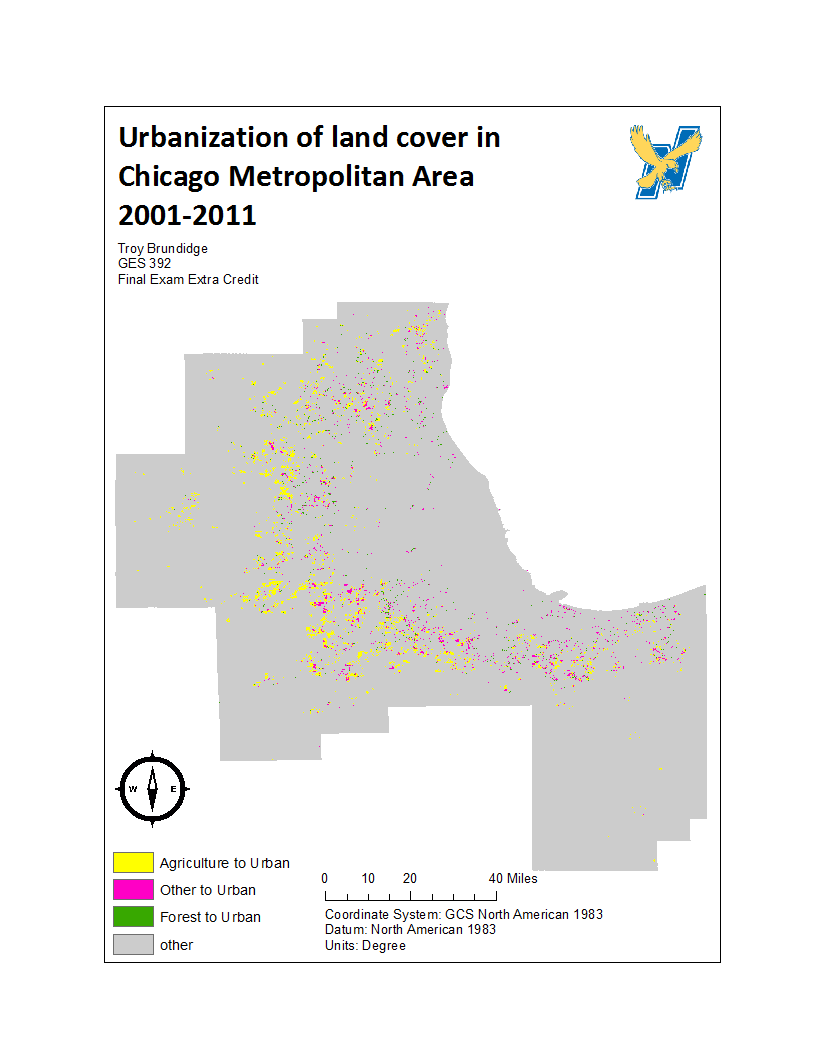 Urbanization of land cover in
Chicago Metropolitan Area
2001-2011
Troy Brundidge
GES 392
Final Exam Extra Credit
W E
Agriculture to Urban
Other to Urban
Forest to Urban
other
0 10 20 40 Miles
Coordinate System: GCS North American 1983
Datum: North American 1983
Units: Degree